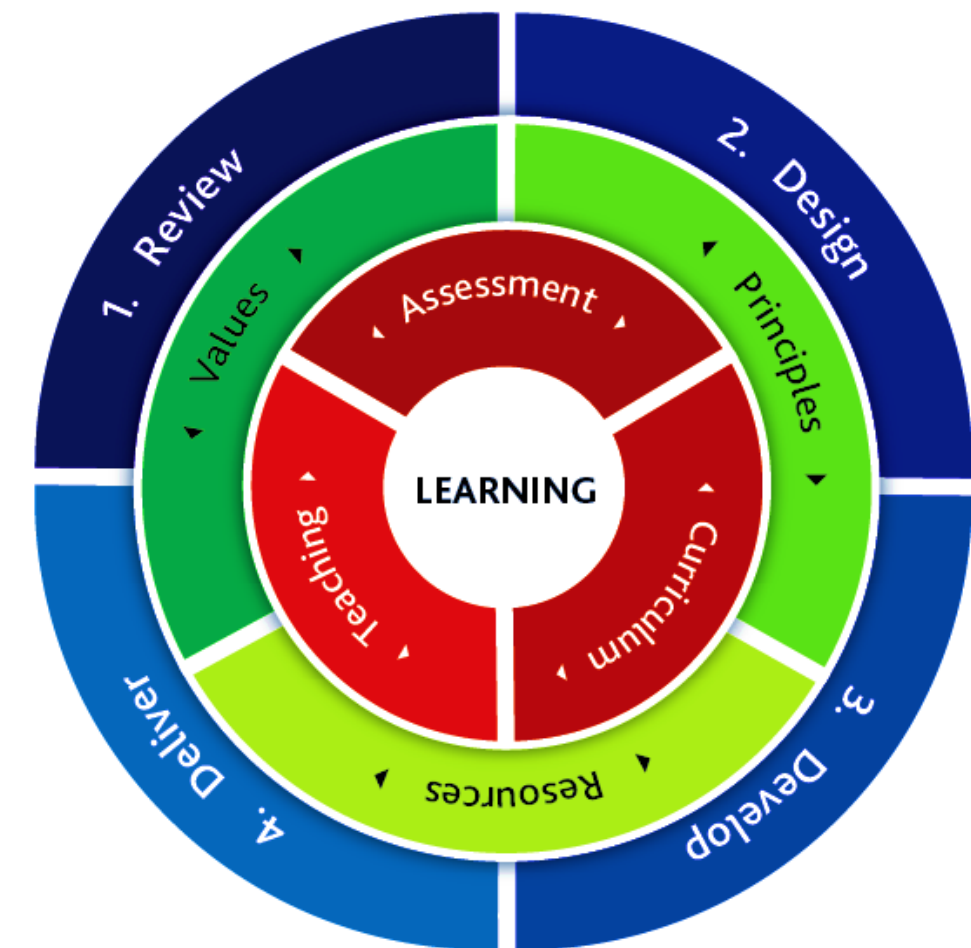 1. Review
2. Design
3. Develop
4. Deliver
Values
Principles
Resources
Assessment
Curriculum
Teaching
LEARNING